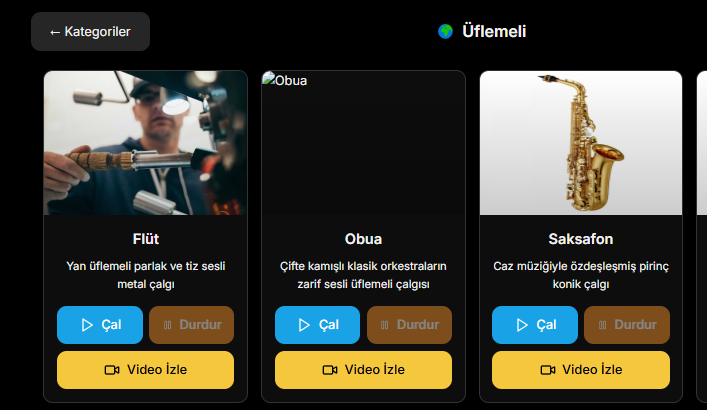 ← Kategoriler
Üflemeli
Obua
Flüt
Yan üflemeli parlak ve tiz sesli
metal çalgı
Çal
Durdur
Video İzle
Obua
Çifte kamışlı klasik orkestraların
zarif sesli üflemeli çalgısı
Çal
Durdur
Video İzle
Saksafon
Caz müziğiyle özdeşleşmiş pirinç
konik çalgı
Çal
Durdur
Video İzle